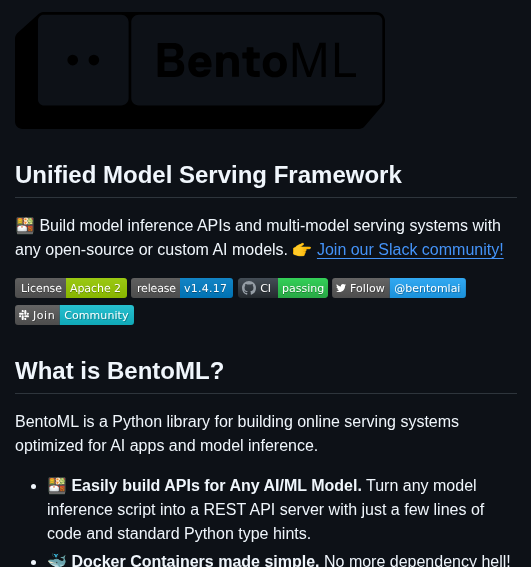 BentoML
Unified Model Serving Framework
🍱 Build model inference APIs and multi-model serving systems with
any open-source or custom AI models. 👉 Join our Slack community!
License Apache 2 release v1.4.17 CI passing Follow @bentomlai
Join Community
What is BentoML?
BentoML is a Python library for building online serving systems
optimized for AI apps and model inference.
• 🍱 Easily build APIs for Any AI/ML Model. Turn any model
inference script into a REST API server with just a few lines of
code and standard Python type hints.
• 🐳 Docker Containers made simple. No more dependency hell!